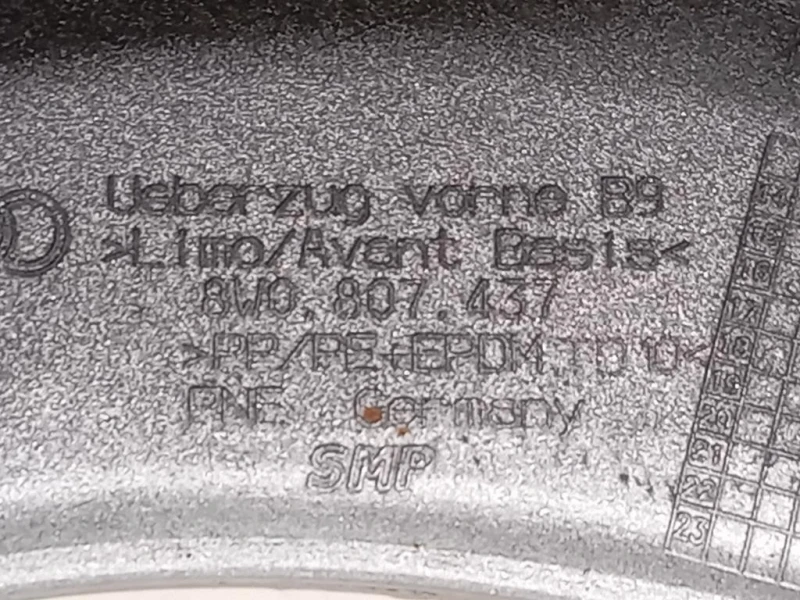 Ueberzug vorne B9
>Limo/Avant Basis<
8W0.807.437
>PP/PE+EPDM TD10<
PNE Germany
SMP
14
15
16
17
18
19
20
21
22
23